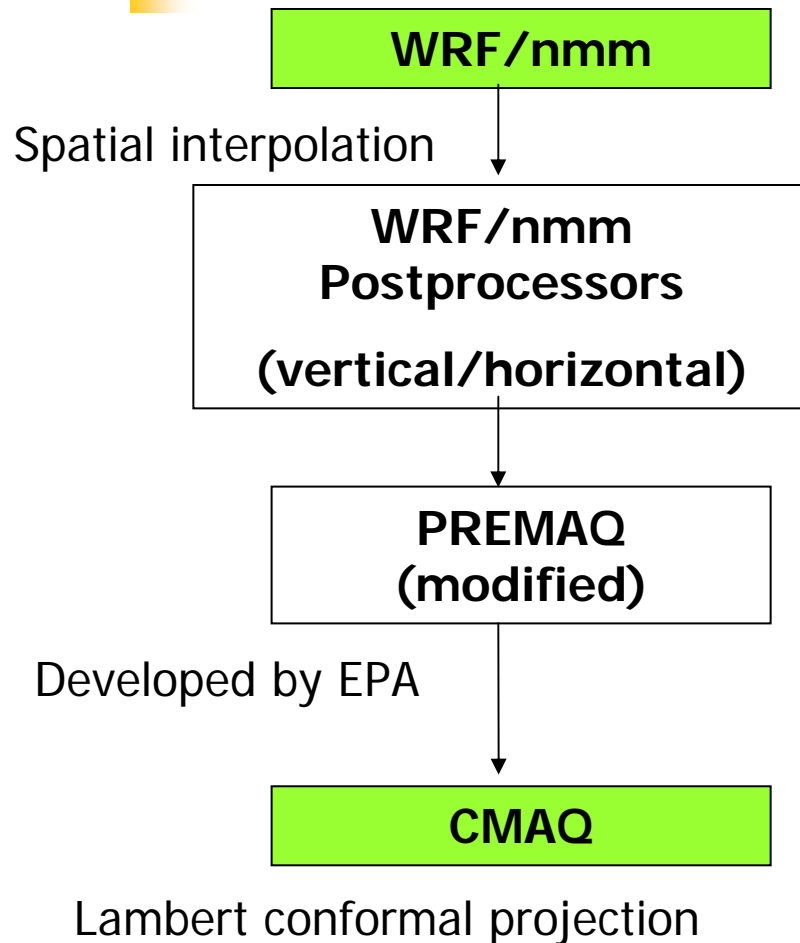 WRF/nmm
Spatial interpolation
WRF/nmm
Postprocessors
(vertical/horizontal)
PREMAQ
(modified)
Developed by EPA
CMAQ
Lambert conformal projection